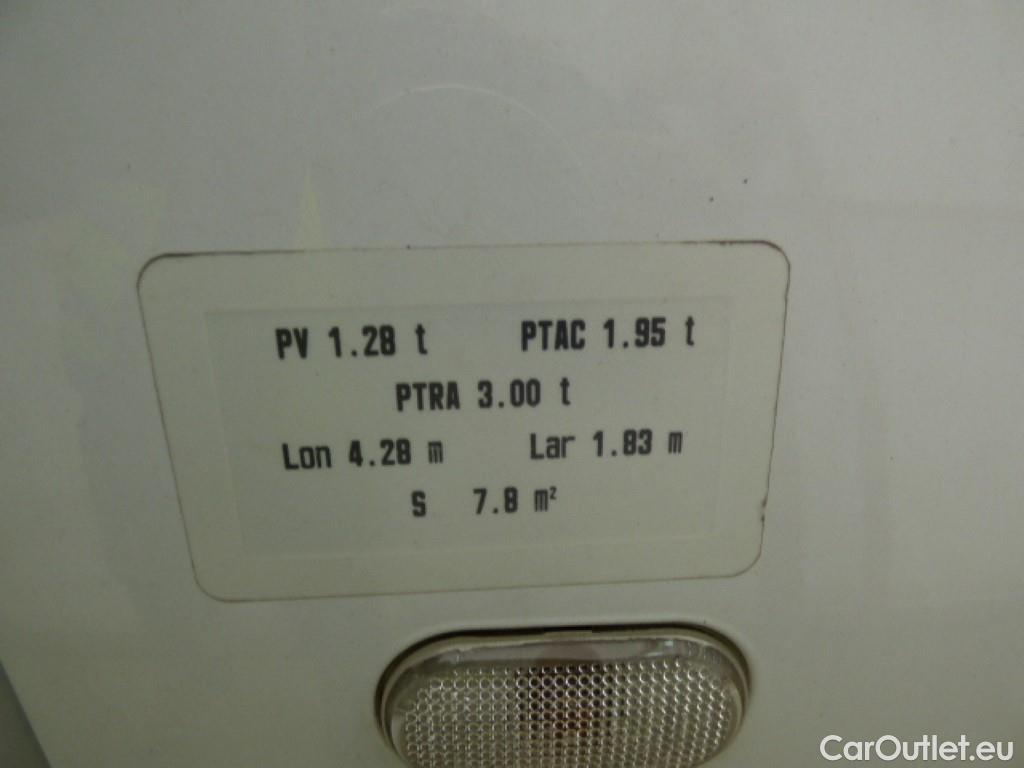 PV 1.28 t PTAC 1.95 t
PTRA 3.00 t
Lon 4.28 m Lar 1.83 m
S 7.8 m²
CarOutlet.eu